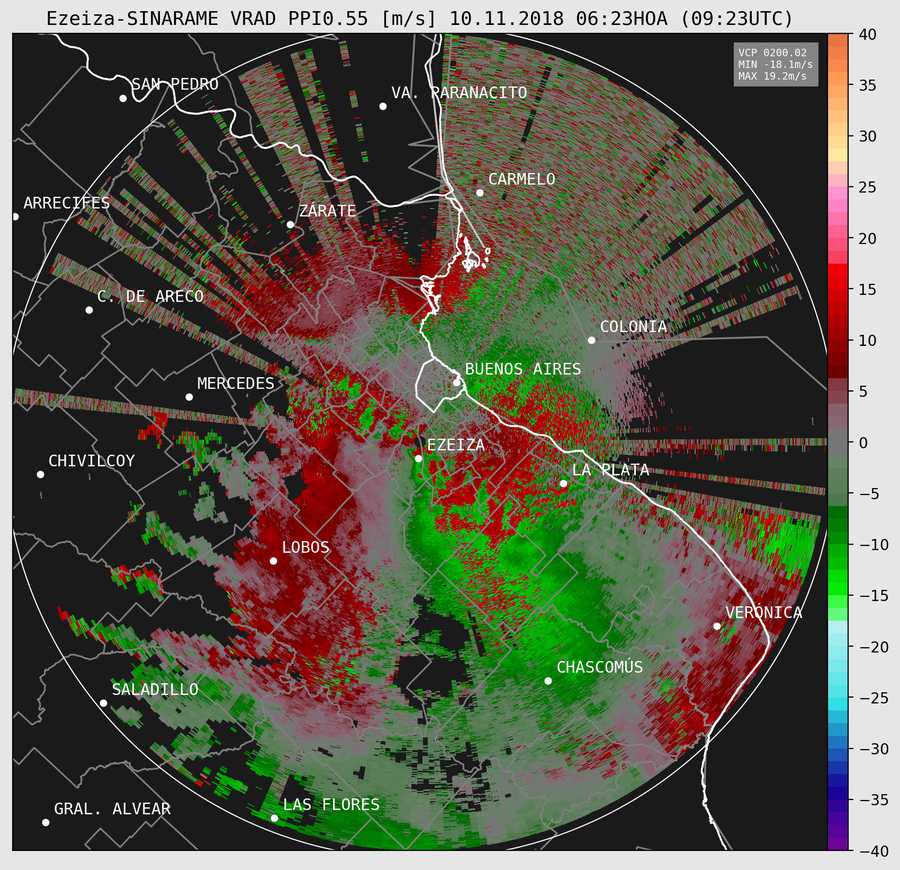 Ezeiza-SINARAME VRAD PPI0.55 [m/s] 10.11.2018 06:23HOA (09:23UTC)
VCP 0200.02
MIN -18.1m/s
MAX 19.2m/s
SAN PEDRO
VA. PARANACITO
CARMELO
ARRECIFES
ZÁRATE
C. DE ARECO
COLONIA
MERCEDES
BUENOS AIRES
EZEIZA
CHIVILCOY
LA PLATA
LOBOS
VERÓNICA
CHASCOMÚS
SALADILLO
LAS FLORES
GRAL. ALVEAR
40
35
30
25
20
15
10
5
0
−5
−10
−15
−20
−25
−30
−35
−40